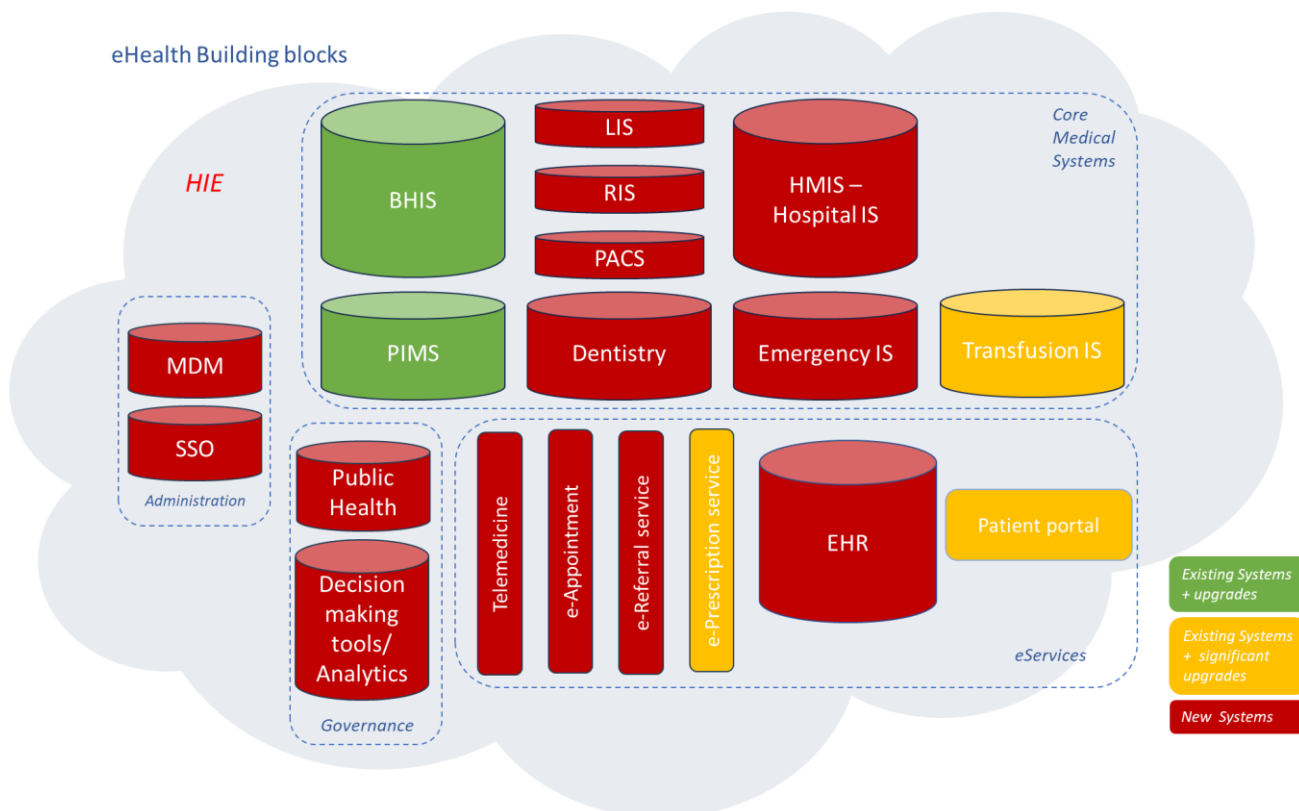 eHealth Building blocks
HIE
Core
Medical
Systems
BHIS
LIS
RIS
PACS
HMIS –
Hospital IS
PIMS
Dentistry
Emergency IS
Transfusion IS
MDM
SSO
Administration
Public
Health
Decision
making
tools/
Analytics
Governance
Telemedicine
e-Appointment
e-Referral service
e-Prescription service
EHR
Patient portal
eServices
Existing Systems
+ upgrades
Existing Systems
+ significant
upgrades
New Systems